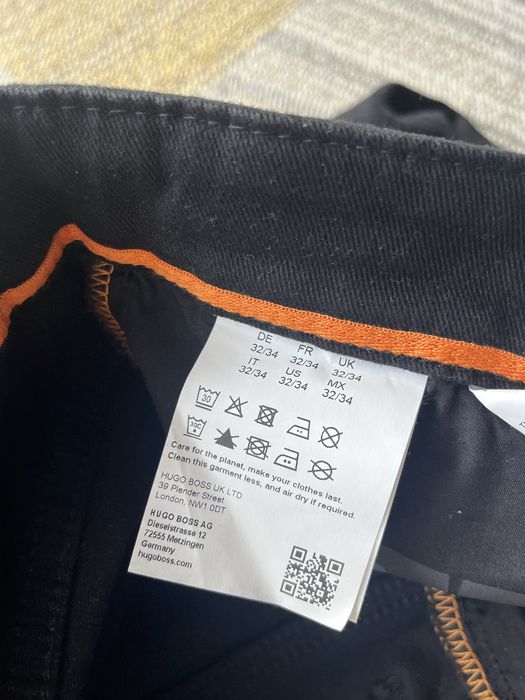 DE FR UK
32/34 32/34 32/34
IT US MX
32/34 32/34 32/34
30
30C
Care for the planet, make your clothes last.
Clean this garment less, and air dry if required.
HUGO BOSS UK LTD
39 Plender Street
London, NW1 0DT
HUGO BOSS AG
Dieselstrasse 12
72555 Metzingen
Germany
hugoboss.com